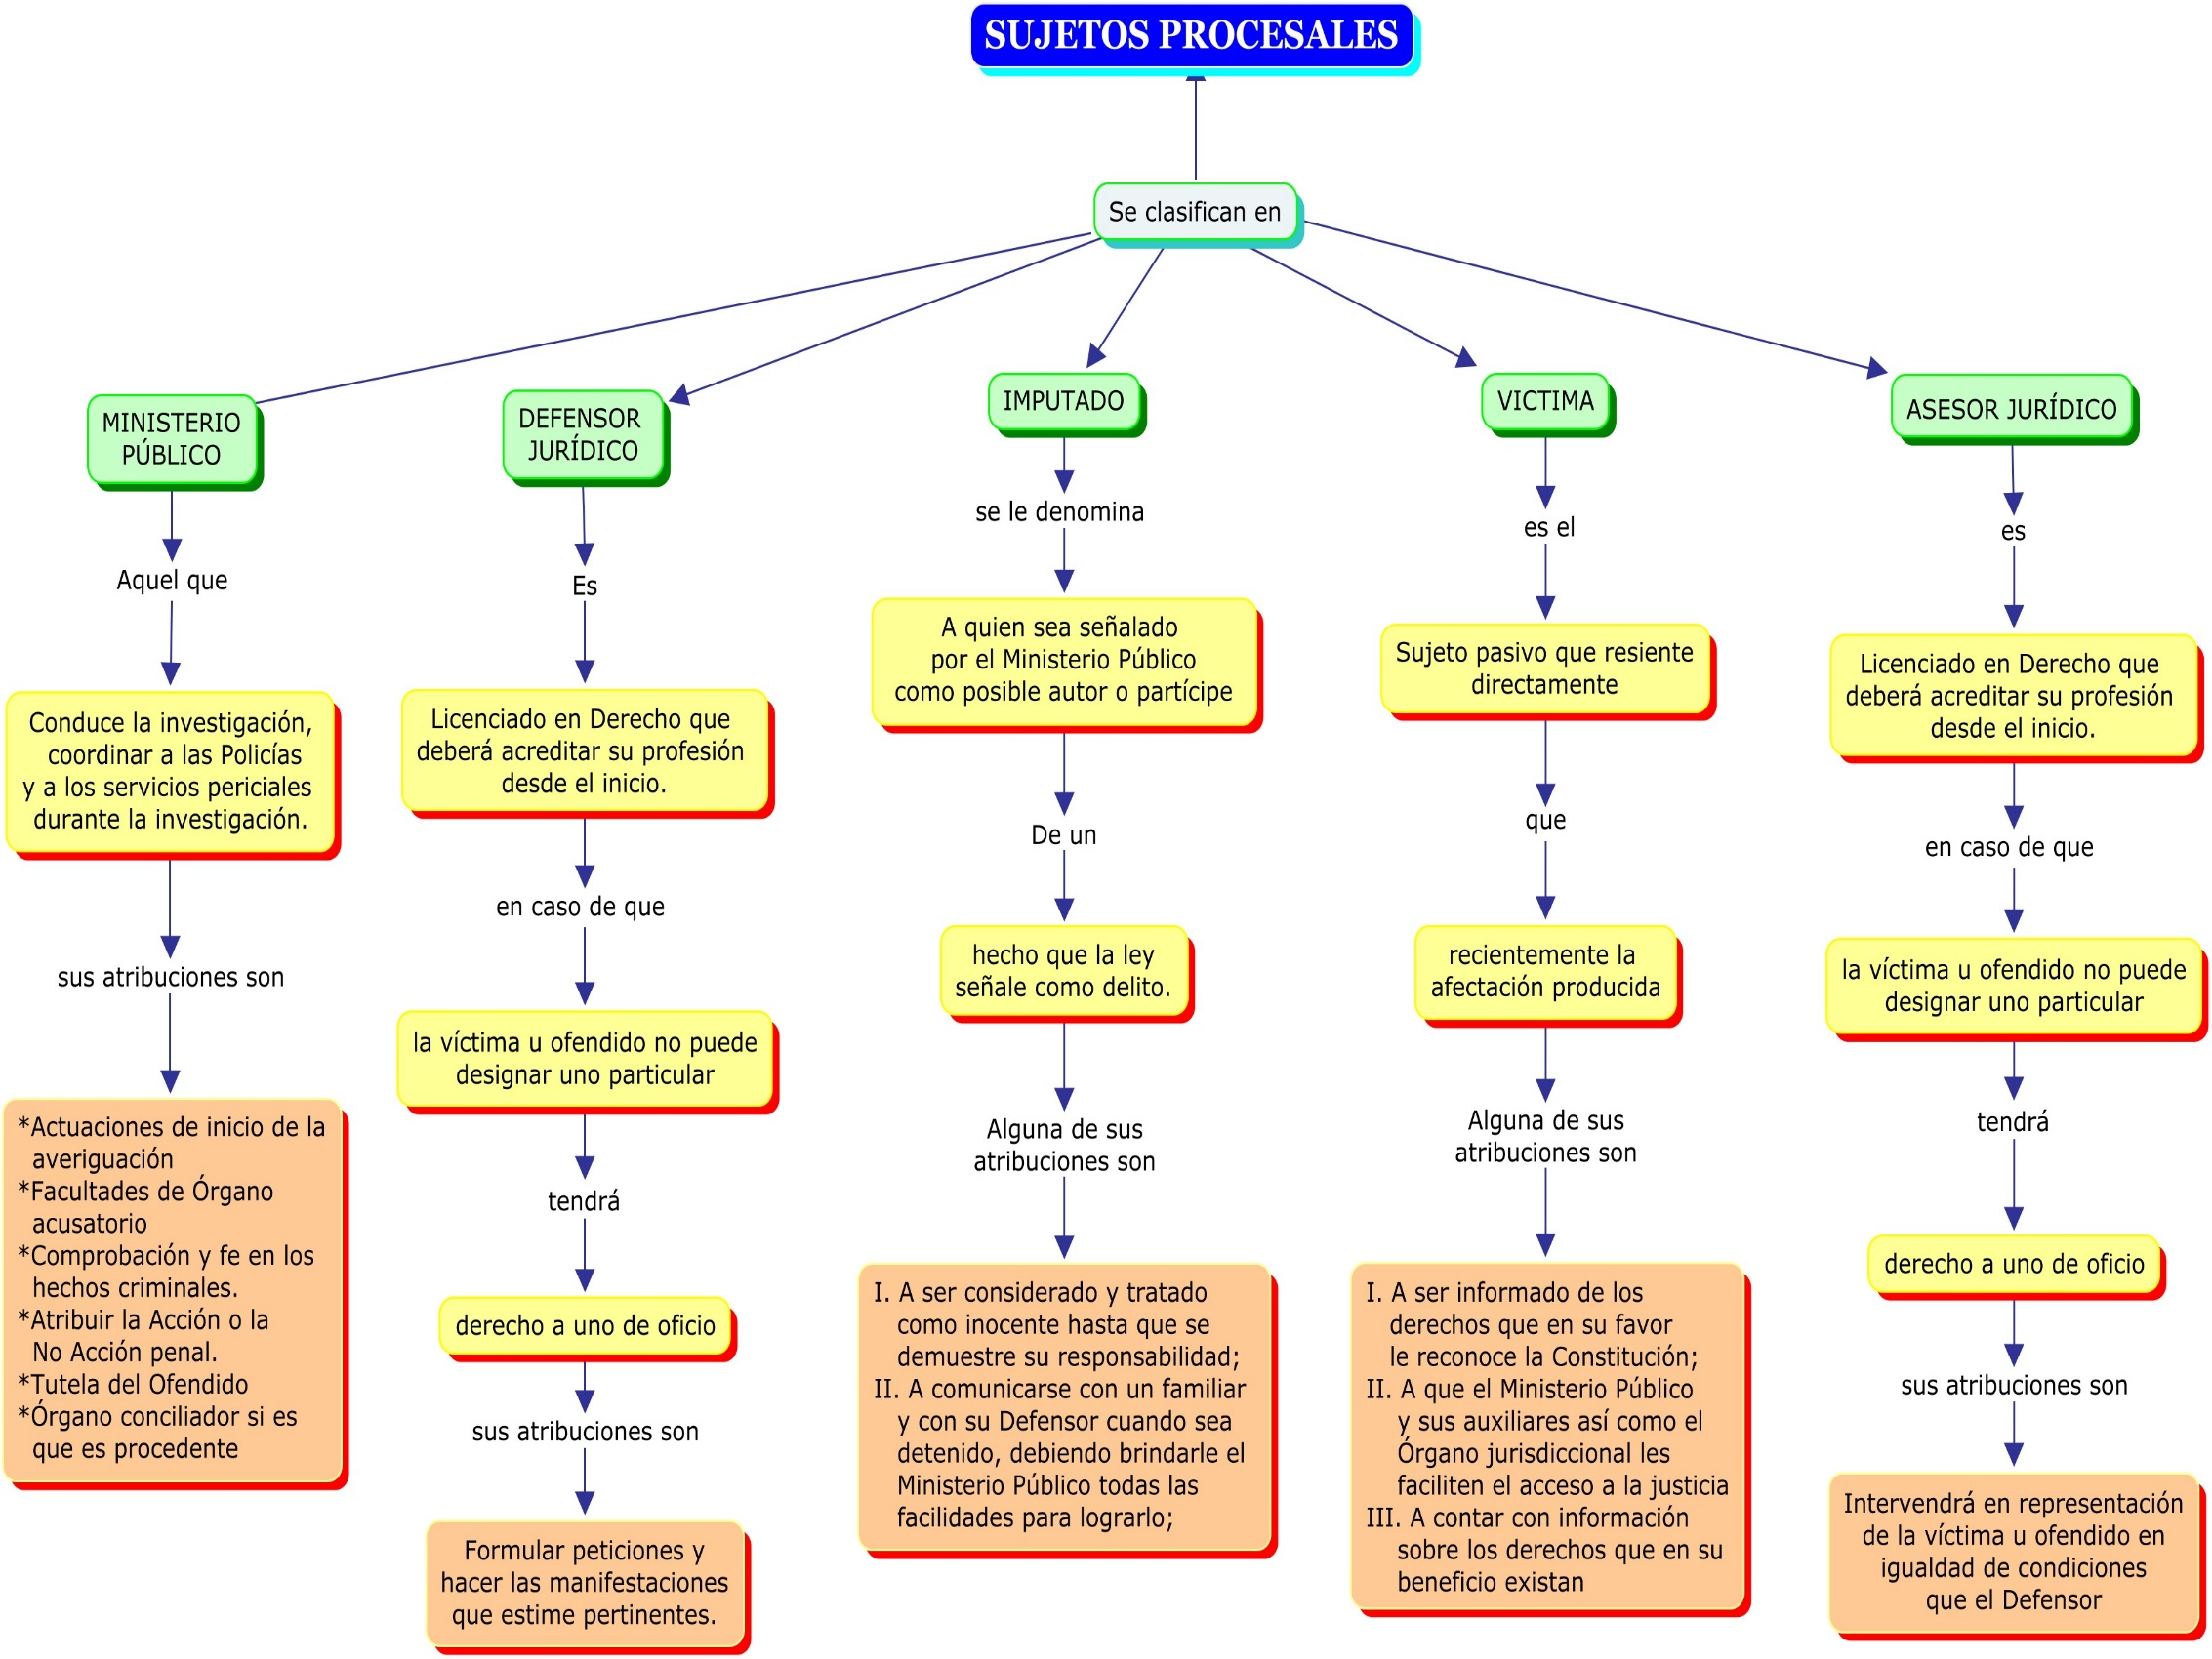 SUJETOS PROCESALES
Se clasifican en
MINISTERIO
PÚBLICO
Aquel que
Conduce la investigación,
coordinar a las Policías
y a los servicios periciales
durante la investigación.
sus atribuciones son
*Actuaciones de inicio de la
averiguación
*Facultades de Órgano
acusatorio
*Comprobación y fe en los
hechos criminales.
*Atribuir la Acción o la
No Acción penal.
*Tutela del Ofendido
*Órgano conciliador si es
que es procedente
DEFENSOR
JURÍDICO
Es
Licenciado en Derecho que
deberá acreditar su profesión
desde el inicio.
en caso de que
la víctima u ofendido no puede
designar uno particular
tendrá
derecho a uno de oficio
sus atribuciones son
Formular peticiones y
hacer las manifestaciones
que estime pertinentes.
IMPUTADO
se le denomina
A quien sea señalado
por el Ministerio Público
como posible autor o partícipe
De un
hecho que la ley
señale como delito.
Alguna de sus
atribuciones son
I. A ser considerado y tratado
como inocente hasta que se
demuestre su responsabilidad;
II. A comunicarse con un familiar
y con su Defensor cuando sea
detenido, debiendo brindarle el
Ministerio Público todas las
facilidades para lograrlo;
VICTIMA
es el
Sujeto pasivo que resiente
directamente
que
recientemente la
afectación producida
Alguna de sus
atribuciones son
I. A ser informado de los
derechos que en su favor
le reconoce la Constitución;
II. A que el Ministerio Público
y sus auxiliares así como el
Órgano jurisdiccional les
faciliten el acceso a la justicia
III. A contar con información
sobre los derechos que en su
beneficio existan
ASESOR JURÍDICO
es
Licenciado en Derecho que
deberá acreditar su profesión
desde el inicio.
en caso de que
la víctima u ofendido no puede
designar uno particular
tendrá
derecho a uno de oficio
sus atribuciones son
Intervendrá en representación
de la víctima u ofendido en
igualdad de condiciones
que el Defensor